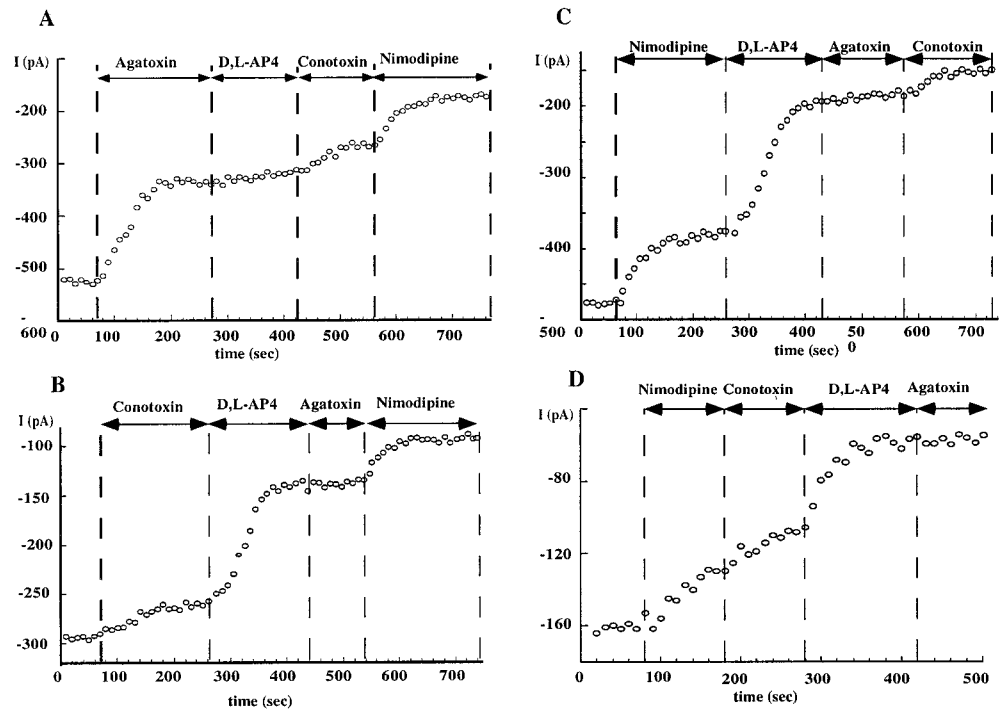 A
I (pA)
Agatoxin
D,L-AP4
Conotoxin
Nimodipine
-200
-300
-400
-500
-
600
0 100 200 300 400 500 600 700
time (sec)
B
I (pA)
Conotoxin
D,L-AP4
Agatoxin
Nimodipine
-100
-150
-200
-250
-300
0 100 200 300 400 500 600 700
time (sec)
C
I (pA)
Nimodipine
D,L-AP4
Agatoxin
Conotoxin
-200
-300
-400
-
500
0 100 200 300 400 50 600 700
0
time (sec)
D
I (pA)
Nimodipine
Conotoxin
D,L-AP4
Agatoxin
-80
-120
-160
0 100 200 300 400 500
time (sec)